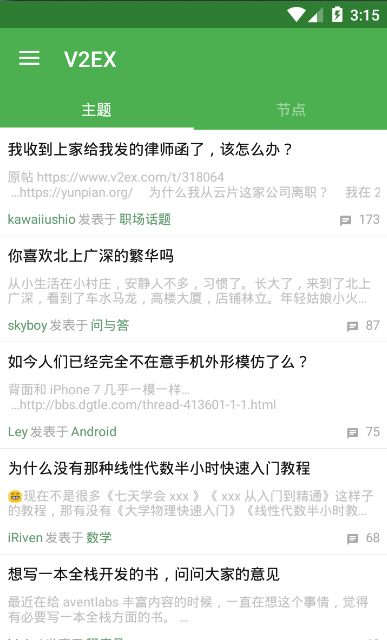 3:15
V2EX
主题 节点
我收到上家给我发的律师函了，该怎么办？
原帖 https://www.v2ex.com/t/318064
...https://yunpian.org/ 为什么我从云片这家公司离职？ 我在 2
kawaiiushio 发表于 职场话题 173
你喜欢北上广深的繁华吗
从小生活在小村庄，安静人不多，习惯了。长大了，来到了北上
广深，看到了车水马龙，高楼大厦，店铺林立。年轻姑娘小火...
skyboy 发表于 问与答 87
如今人们已经完全不在意手机外形模仿了么？
背面和 iPhone 7 几乎一模一样...
...http://bbs.dgtle.com/thread-413601-1-1.html
Ley 发表于 Android 75
为什么没有那种线性代数半小时快速入门教程
😂现在不是很多《七天学会 xxx 》《 xxx 从入门到精通》这样子
的教程，那有没有《大学物理快速入门》《线性代数半小时教...
iRiven 发表于 数学 68
想写一本全栈开发的书，问问大家的意见
最近在给 aventlabs 丰富内容的时候，一直在想这个事情，觉得
有必要写一本全栈方面的书。 ...